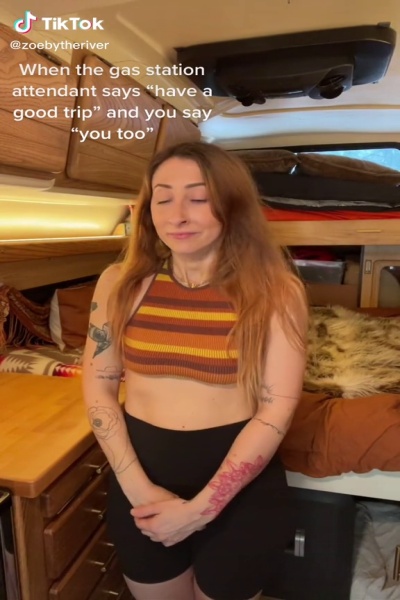 TikTok
@zoebytheriver
When the gas station
attendant says “have a
good trip” and you say
“you too”